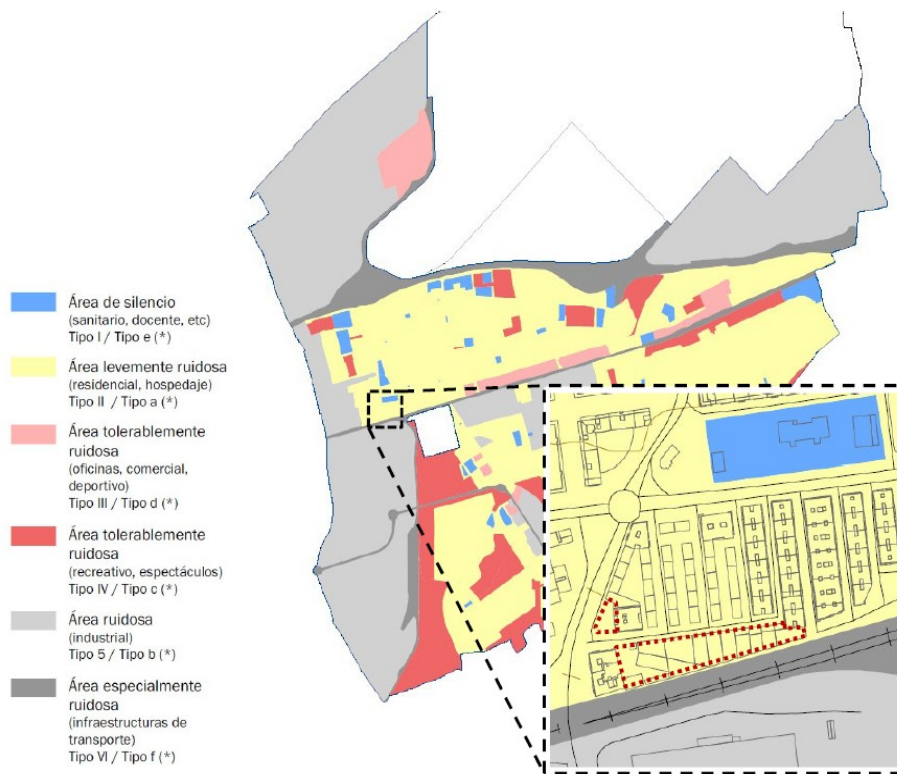 Área de silencio
(sanitario, docente, etc)
Tipo I / Tipo e (*)
Área levemente ruidosa
(residencial, hospedaje)
Tipo II / Tipo a (*)
Área tolerablemente
ruidosa
(oficinas, comercial,
deportivo)
Tipo III / Tipo d (*)
Área tolerablemente
ruidosa
(recreativo, espectáculos)
Tipo IV / Tipo c (*)
Área ruidosa
(industrial)
Tipo 5 / Tipo b (*)
Área especialmente
ruidosa
(infraestructuras de
transporte)
Tipo VI / Tipo f (*)